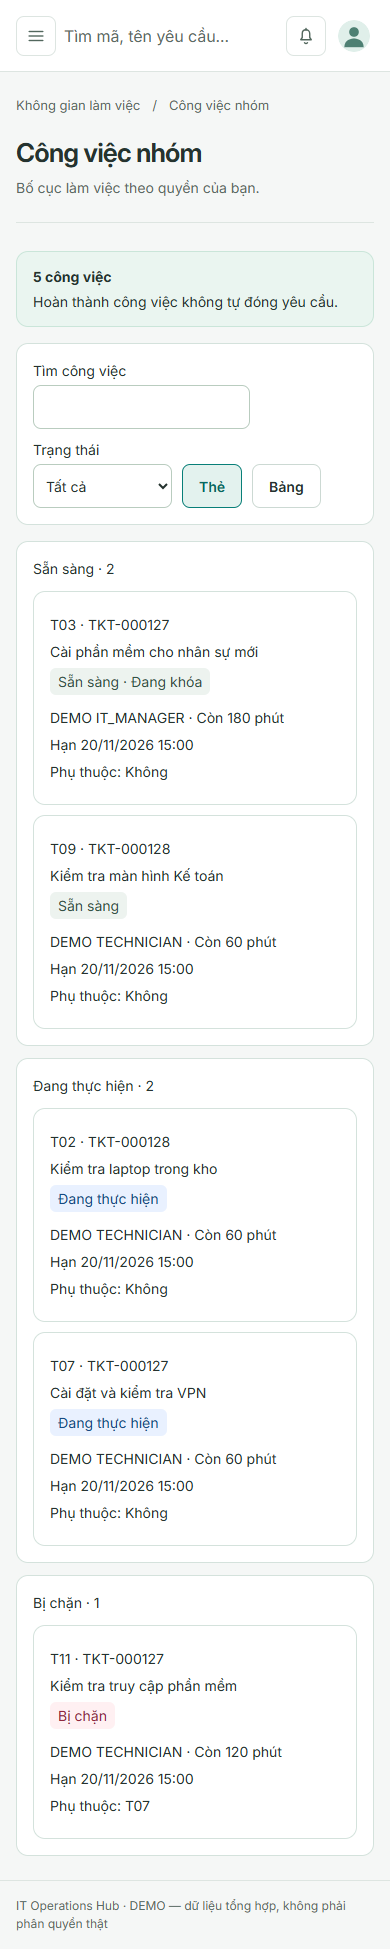 Tìm mã, tên yêu cầu...
Không gian làm việc / Công việc nhóm
Công việc nhóm
Bố cục làm việc theo quyền của bạn.
5 công việc
Hoàn thành công việc không tự đóng yêu cầu.
Tìm công việc
Trạng thái
Tất cả
Thẻ
Bảng
Sẵn sàng · 2
T03 · TKT-000127
Cài phần mềm cho nhân sự mới
Sẵn sàng · Đang khóa
DEMO IT_MANAGER · Còn 180 phút
Hạn 20/11/2026 15:00
Phụ thuộc: Không
T09 · TKT-000128
Kiểm tra màn hình Kế toán
Sẵn sàng
DEMO TECHNICIAN · Còn 60 phút
Hạn 20/11/2026 15:00
Phụ thuộc: Không
Đang thực hiện · 2
T02 · TKT-000128
Kiểm tra laptop trong kho
Đang thực hiện
DEMO TECHNICIAN · Còn 60 phút
Hạn 20/11/2026 15:00
Phụ thuộc: Không
T07 · TKT-000127
Cài đặt và kiểm tra VPN
Đang thực hiện
DEMO TECHNICIAN · Còn 60 phút
Hạn 20/11/2026 15:00
Phụ thuộc: Không
Bị chặn · 1
T11 · TKT-000127
Kiểm tra truy cập phần mềm
Bị chặn
DEMO TECHNICIAN · Còn 120 phút
Hạn 20/11/2026 15:00
Phụ thuộc: T07
IT Operations Hub · DEMO — dữ liệu tổng hợp, không phải
phân quyền thật